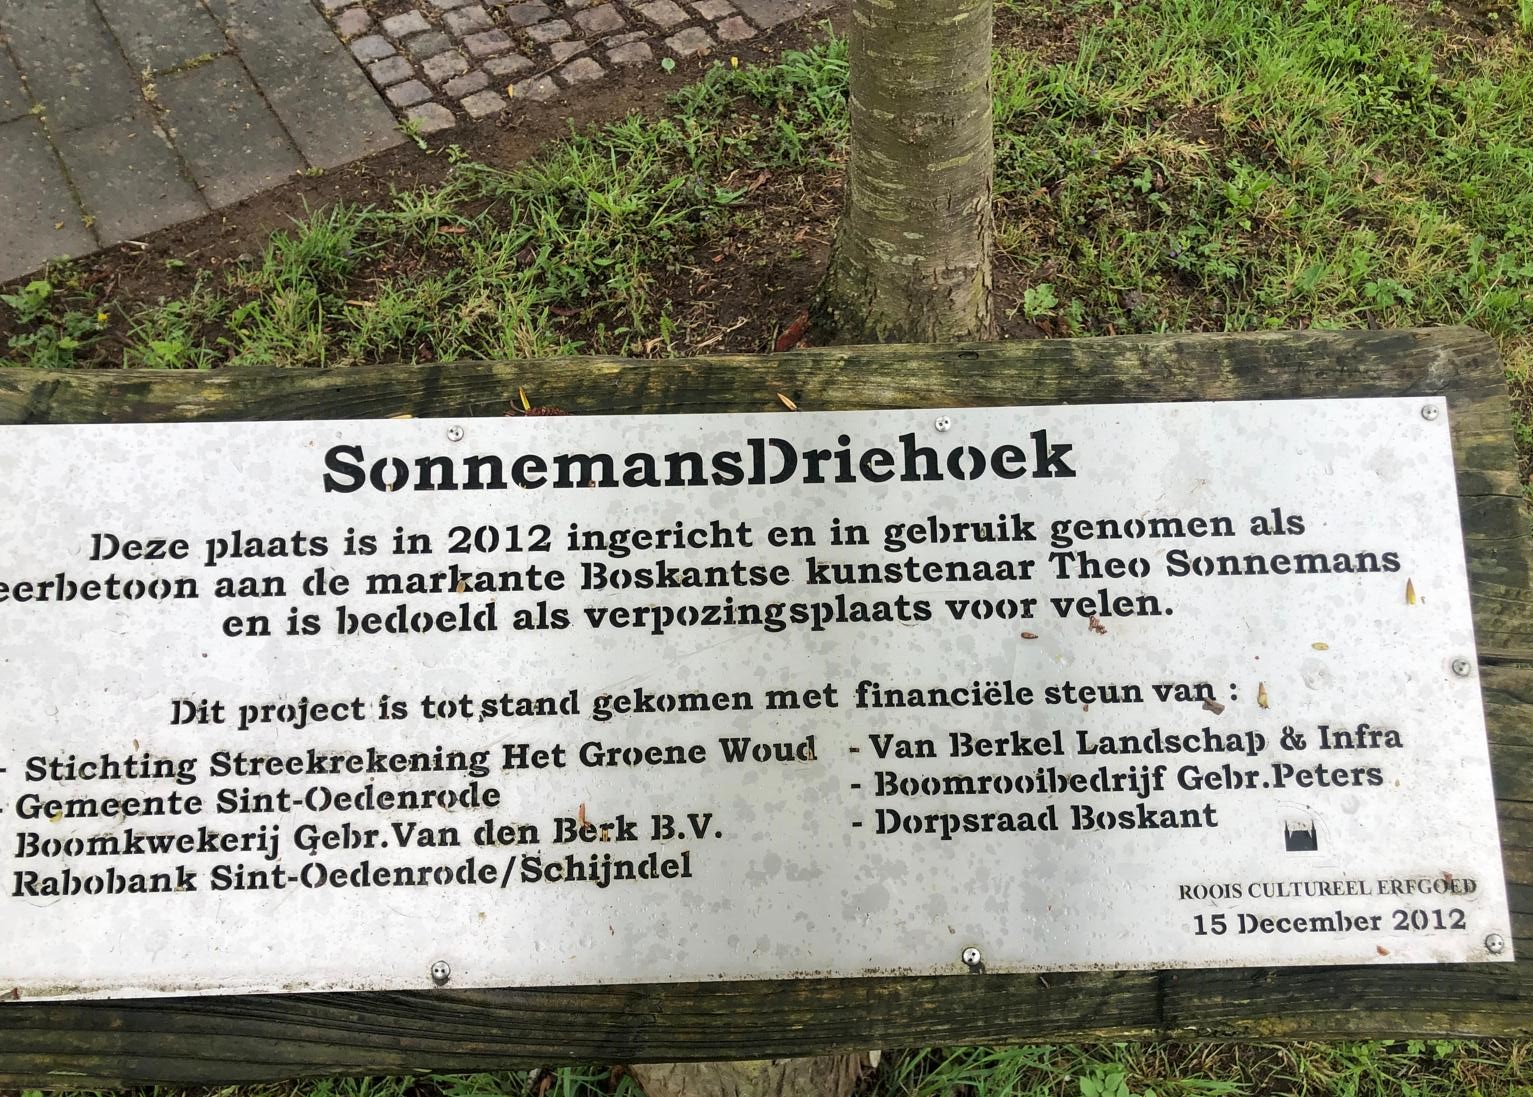 SonnemansDriehoek
Deze plaats is in 2012 ingericht en in gebruik genomen als
eerbetoon aan de markante Boskantse kunstenaar Theo Sonnemans
en is bedoeld als verpozingsplaats voor velen.
Dit project is tot stand gekomen met financiële steun van :
- Stichting Streekrekening Het Groene Woud
- Gemeente Sint-Oedenrode
Boomkwekerij Gebr.Van den Berk B.V.
Rabobank Sint-Oedenrode/Schijndel
- Van Berkel Landschap & Infra
- Boomrooibedrijf Gebr.Peters
- Dorpsraad Boskant
ROOIS CULTUREEL ERFGOED
15 December 2012